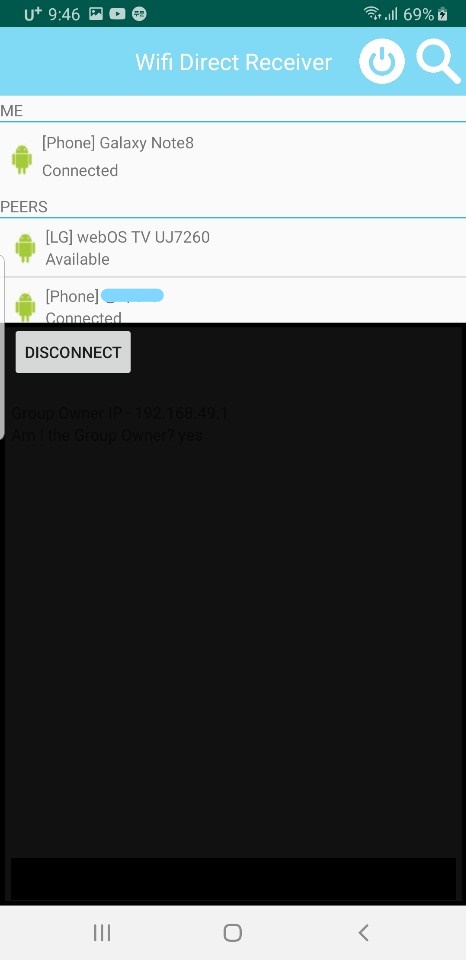 U⁺ 9:46 69%
Wifi Direct Receiver
ME
[Phone] Galaxy Note8
Connected
PEERS
[LG] webOS TV UJ7260
Available
[Phone]
Connected
DISCONNECT
Group Owner IP - 192.168.49.1
Am I the Group Owner? yes